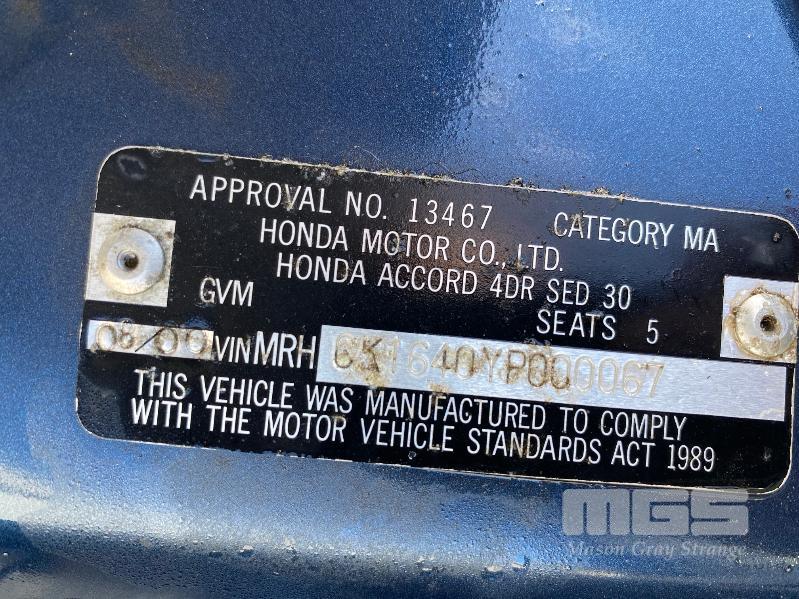 APPROVAL NO. 13467 CATEGORY MA
HONDA MOTOR CO., LTD.
HONDA ACCORD 4DR SED 30
GVM SEATS 5
08/00 VIN MRH
THIS VEHICLE WAS MANUFACTURED TO COMPLY
WITH THE MOTOR VEHICLE STANDARDS ACT 1989
MGS
Mason Gray Strange